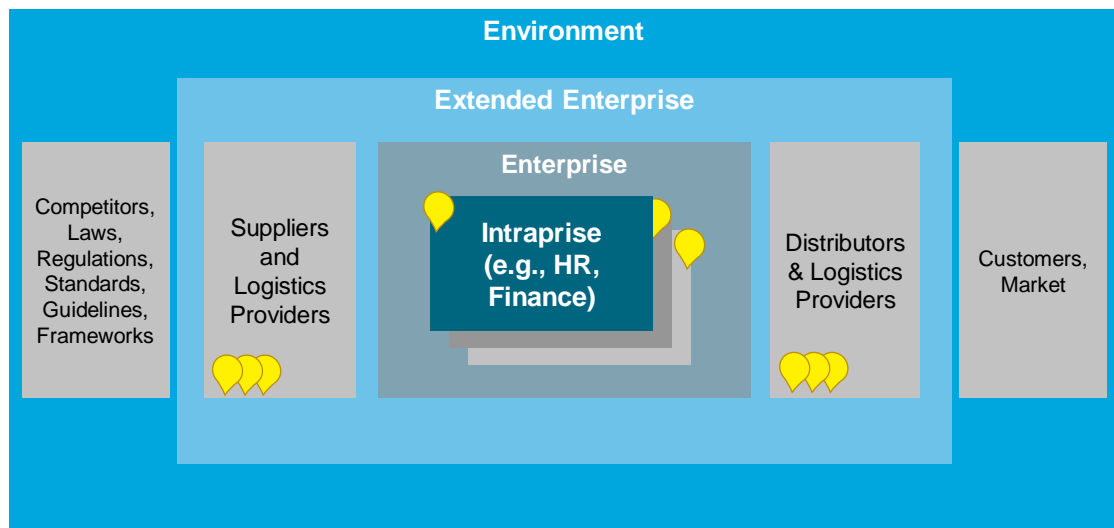 Environment
Extended Enterprise
Enterprise
Competitors,
Laws,
Regulations,
Standards,
Guidelines,
Frameworks
Suppliers
and
Logistics
Providers
Intraprise
(e.g., HR,
Finance)
Distributors
& Logistics
Providers
Customers,
Market